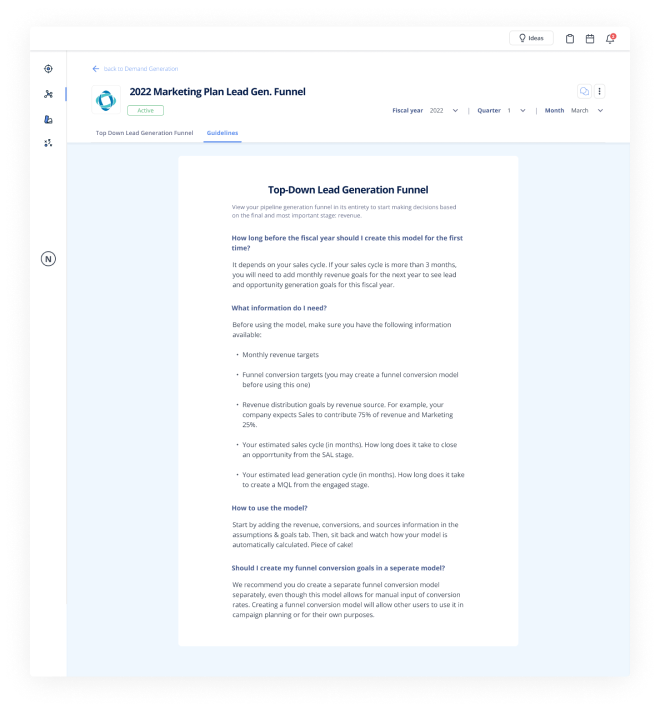 Ideas
2
back to Demand Generation
2022 Marketing Plan Lead Gen. Funnel
Active
Fiscal year 2022 | Quarter 1 | Month March
Top Down Lead Generation Funnel Guidelines
N
Top-Down Lead Generation Funnel
View your pipeline generation funnel in its entirety to start making decisions based
on the final and most important stage: revenue.
How long before the fiscal year should I create this model for the first
time?
It depends on your sales cycle. If your sales cycle is more than 3 months,
you will need to add monthly revenue goals for the next year to see lead
and opportunity generation goals for this fiscal year.
What information do I need?
Before using the model, make sure you have the following information
available:
• Monthly revenue targets
• Funnel conversion targets (you may create a funnel conversion model
before using this one)
• Revenue distribution goals by revenue source. For example, your
company expects Sales to contribute 75% of revenue and Marketing
25%.
• Your estimated sales cycle (in months). How long does it take to close
an opporrtunity from the SAL stage.
• Your estimated lead generation cycle (in months). How long does it take
to create a MQL from the engaged stage.
How to use the model?
Start by adding the revenue, conversions, and sources information in the
assumptions & goals tab. Then, sit back and watch how your model is
automatically calculated. Piece of cake!
Should I create my funnel conversion goals in a seperate model?
We recommend you do create a separate funnel conversion model
separately, even though this model allows for manual input of conversion
rates. Creating a funnel conversion model will allow other users to use it in
campaign planning or for their own purposes.